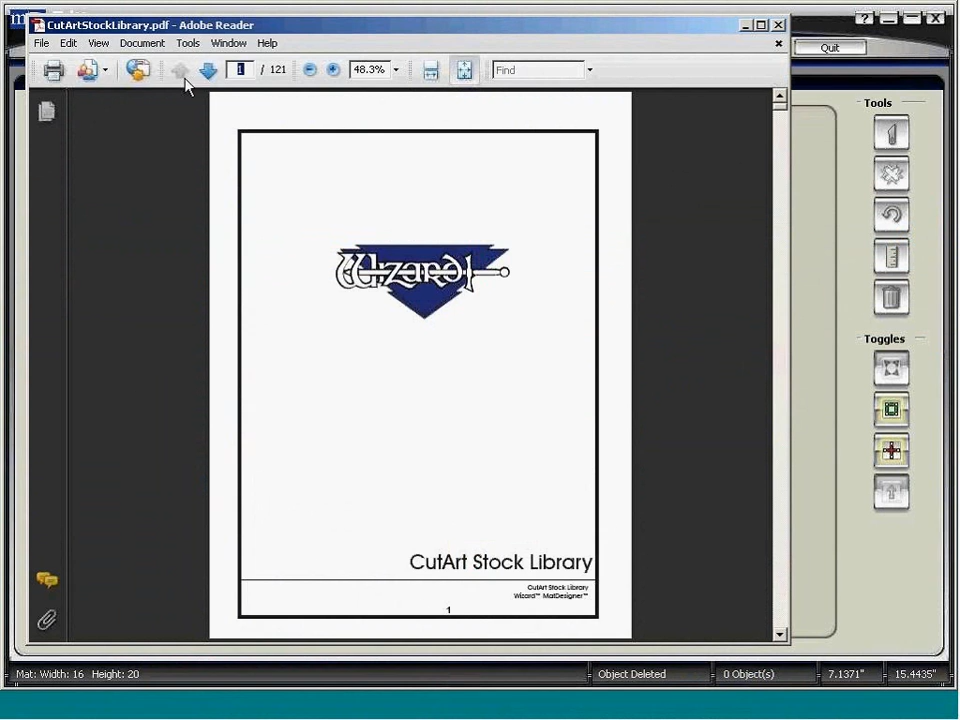 CutArtStockLibrary.pdf - Adobe Reader
File Edit View Document Tools Window Help
Quit
1 / 121 48.3% Find
Tools
Wizard
Toggles
CutArt Stock Library
CutArt Stock Library
Wizard™ MatDesigner™
1
Mat: Width: 16 Height: 20 Object Deleted 0 Object(s) 7.1371" 15.4435"